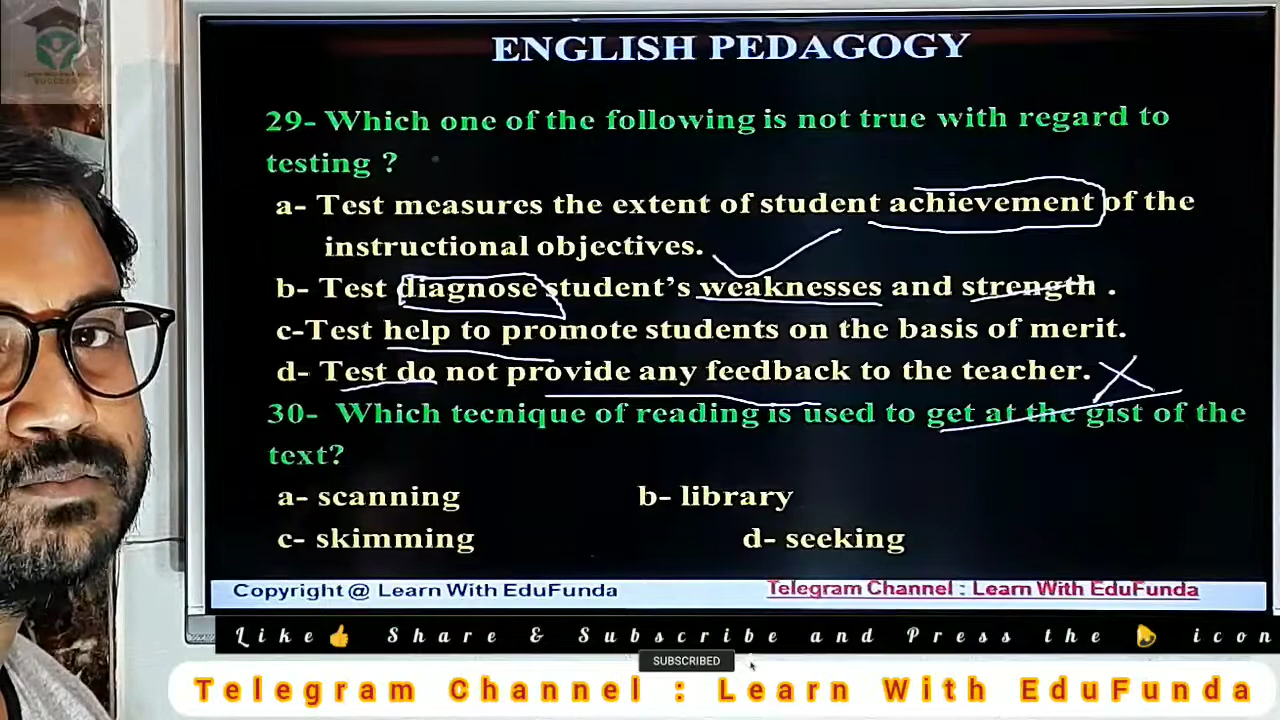 ENGLISH PEDAGOGY
29- Which one of the following is not true with regard to
testing ?
a- Test measures the extent of student achievement of the
instructional objectives.
b- Test diagnose student's weaknesses and strength .
c-Test help to promote students on the basis of merit.
d- Test do not provide any feedback to the teacher.
30- Which tecnique of reading is used to get at the gist of the
text?
a- scanning b- library
c- skimming d- seeking
Copyright @ Learn With EduFunda Telegram Channel : Learn With EduFunda
Like 👍 Share & Subscribe and Press the 🔔 icon
SUBSCRIBED
Telegram Channel : Learn With EduFunda